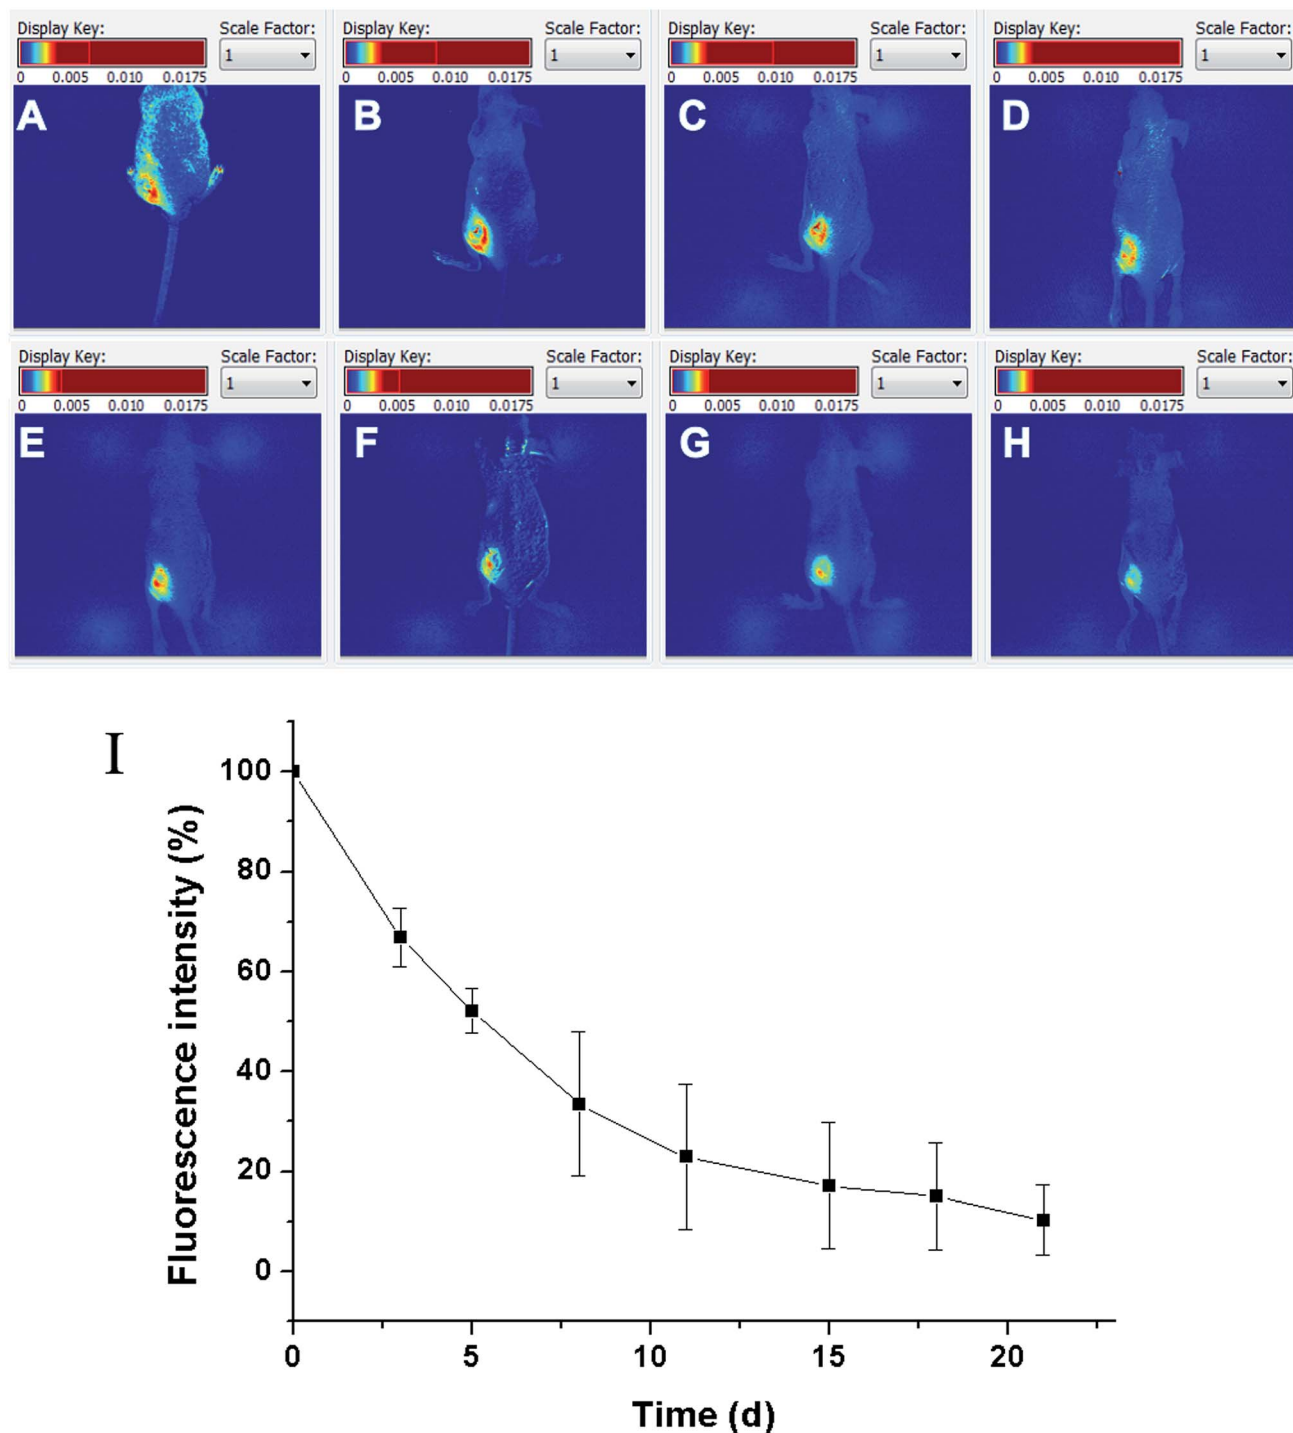 Display Key: Scale Factor: Display Key: Scale Factor: Display Key: Scale Factor: Display Key: Scale Factor:
1 1 1 1
0 0.005 0.010 0.0175 0 0.005 0.010 0.0175 0 0.005 0.010 0.0175 0 0.005 0.010 0.0175
A B C D
Display Key: Scale Factor: Display Key: Scale Factor: Display Key: Scale Factor: Display Key: Scale Factor:
1 1 1 1
0 0.005 0.010 0.0175 0 0.005 0.010 0.0175 0 0.005 0.010 0.0175 0 0.005 0.010 0.0175
E F G H
I
Fluorescence intensity (%)
100
80
60
40
20
0
0 5 10 15 20
Time (d)